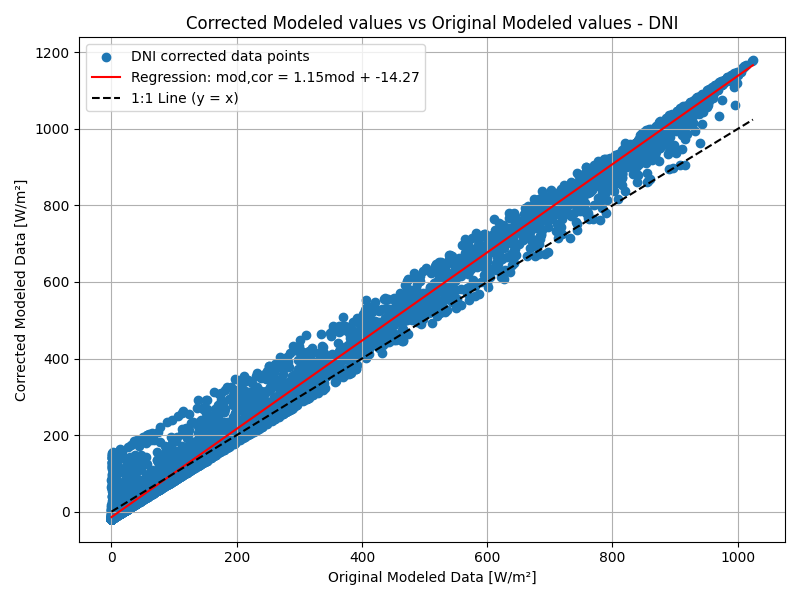 Corrected Modeled values vs Original Modeled values - DNI
DNI corrected data points
Regression: mod,cor = 1.15mod + -14.27
1:1 Line (y = x)
1200
1000
800
600
400
200
0
Corrected Modeled Data [W/m²]
0 200 400 600 800 1000
Original Modeled Data [W/m²]